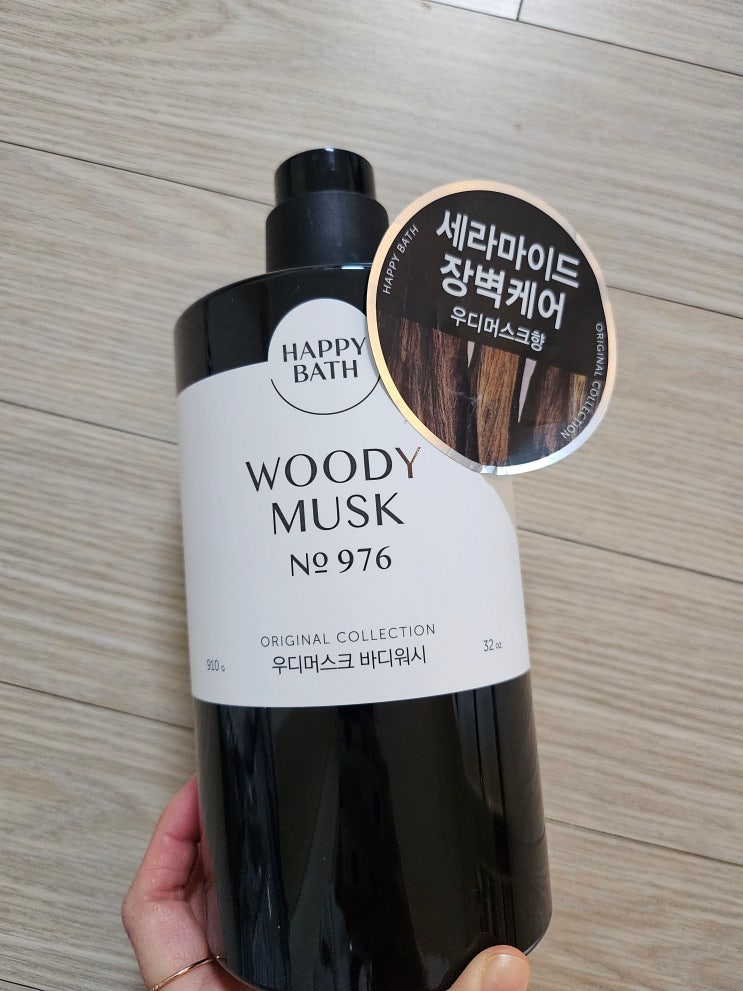 HAPPY
BATH
WOODY
MUSK
№ 976
ORIGINAL COLLECTION
우디머스크 바디워시
910 G
32 oz.
HAPPY BATH
세라마이드
장벽케어
우디머스크향
ORIGINAL COLLECTION